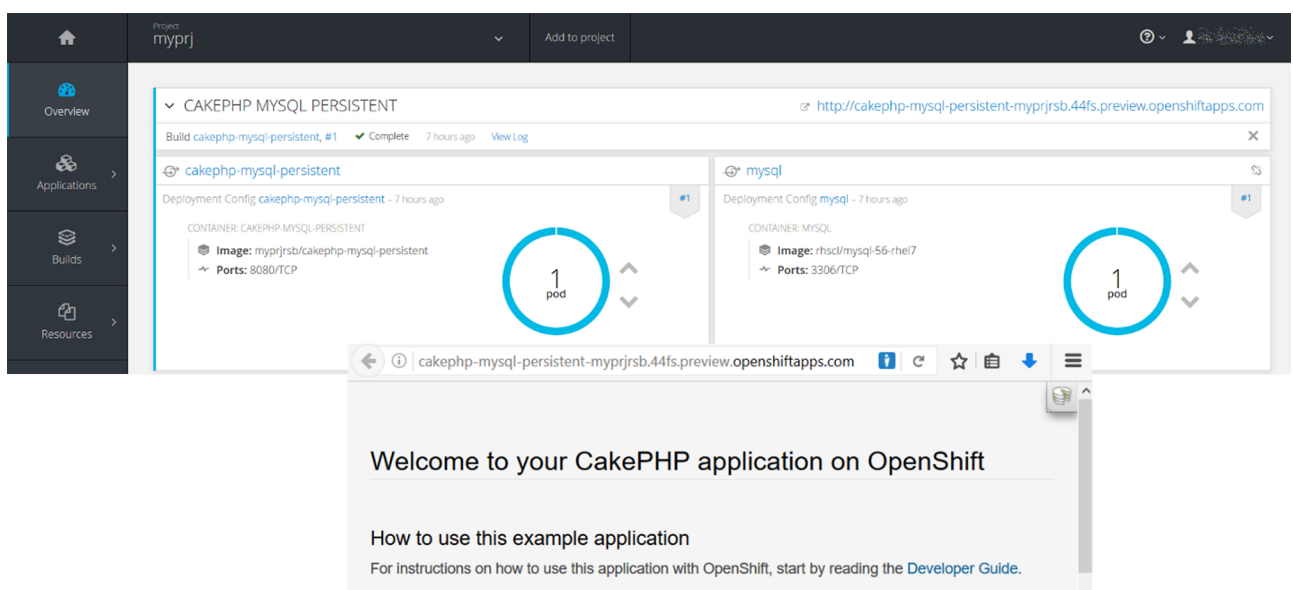 Project
myprj
Add to project
Overview
Applications
Builds
Resources
CAKEPHP MYSQL PERSISTENT
http://cakephp-mysql-persistent-myprjrsb.44fs.preview.openshiftapps.com
Build cakephp-mysql-persistent, #1 Complete 7 hours ago View Log
cakephp-mysql-persistent
Deployment Config cakephp-mysql-persistent - 7 hours ago
#1
CONTAINER: CAKEPHP-MYSQL-PERSISTENT
Image: myprjrsb/cakephp-mysql-persistent
Ports: 8080/TCP
1
pod
mysql
Deployment Config mysql - 7 hours ago
#1
CONTAINER: MYSQL
Image: rhscl/mysql-56-rhel7
Ports: 3306/TCP
1
pod
cakephp-mysql-persistent-myprjrsb.44fs.preview.openshiftapps.com
Welcome to your CakePHP application on OpenShift
How to use this example application
For instructions on how to use this application with OpenShift, start by reading the Developer Guide.